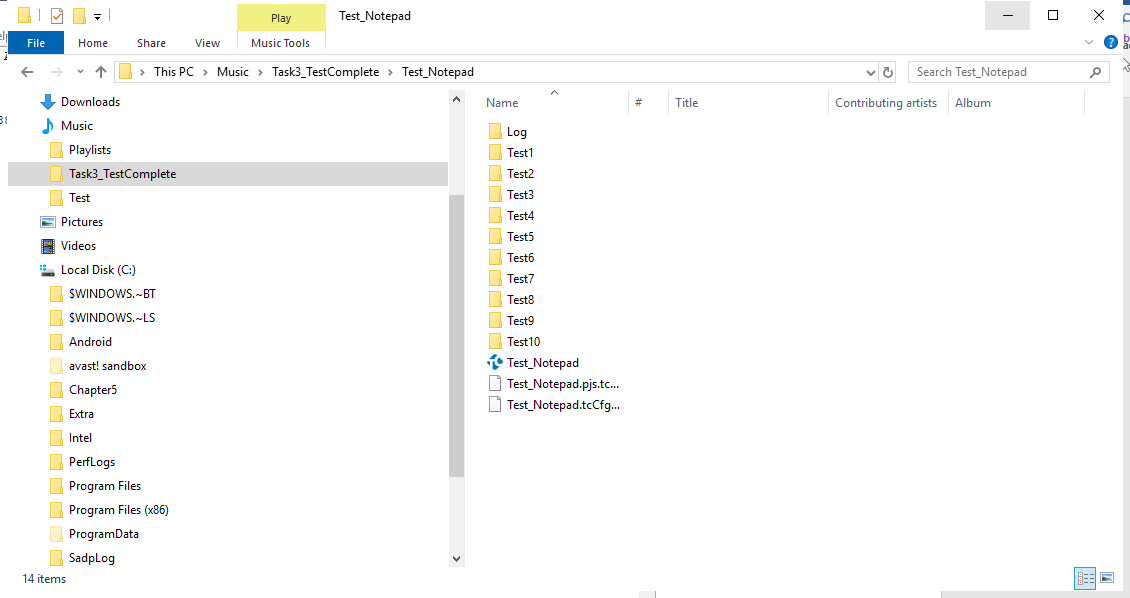 Play
Test_Notepad
File
Home
Share
View
Music Tools
This PC
Music
Task3_TestComplete
Test_Notepad
Search Test_Notepad
Downloads
Music
Playlists
Task3_TestComplete
Test
Pictures
Videos
Local Disk (C:)
$WINDOWS.~BT
$WINDOWS.~LS
Android
avast! sandbox
Chapter5
Extra
Intel
PerfLogs
Program Files
Program Files (x86)
ProgramData
SadpLog
Name # Title Contributing artists Album
Log
Test1
Test2
Test3
Test4
Test5
Test6
Test7
Test8
Test9
Test10
Test_Notepad
Test_Notepad.pjs.tc...
Test_Notepad.tcCfg...
14 items